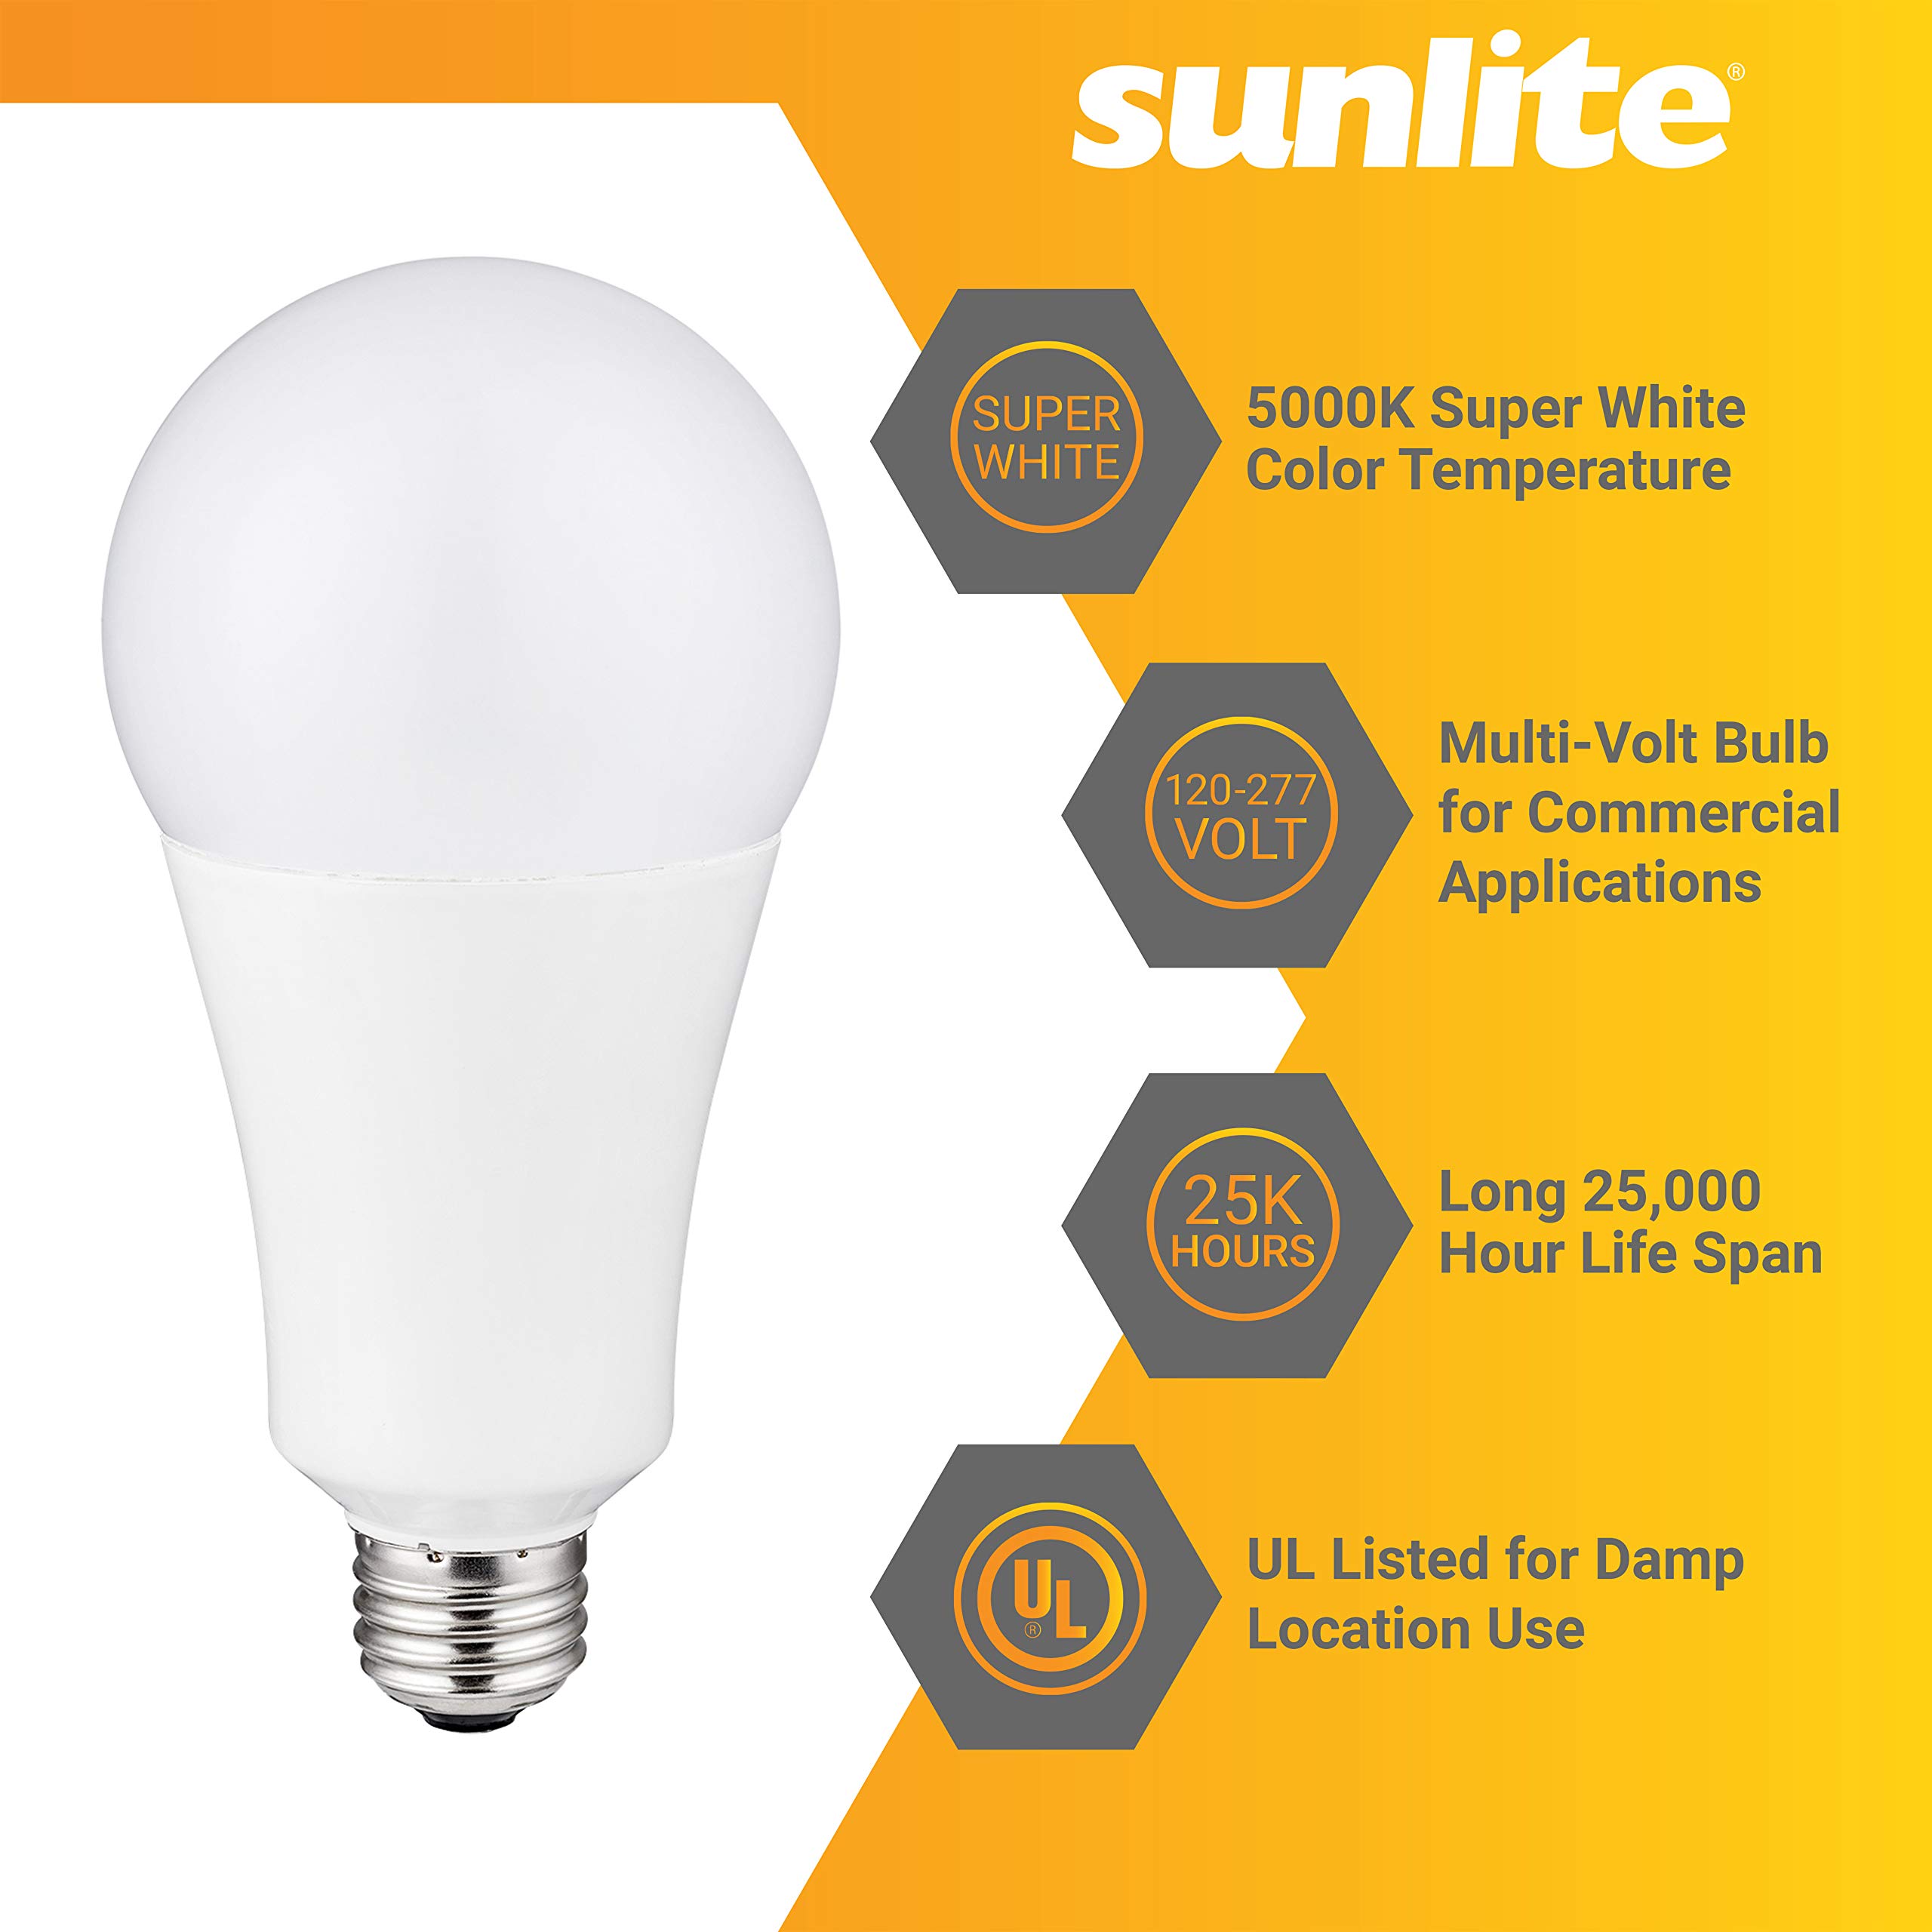 sunlite®
SUPER
WHITE
5000K Super White
Color Temperature
120-277
VOLT
Multi-Volt Bulb
for Commercial
Applications
25K
HOURS
Long 25,000
Hour Life Span
UL
®
UL Listed for Damp
Location Use